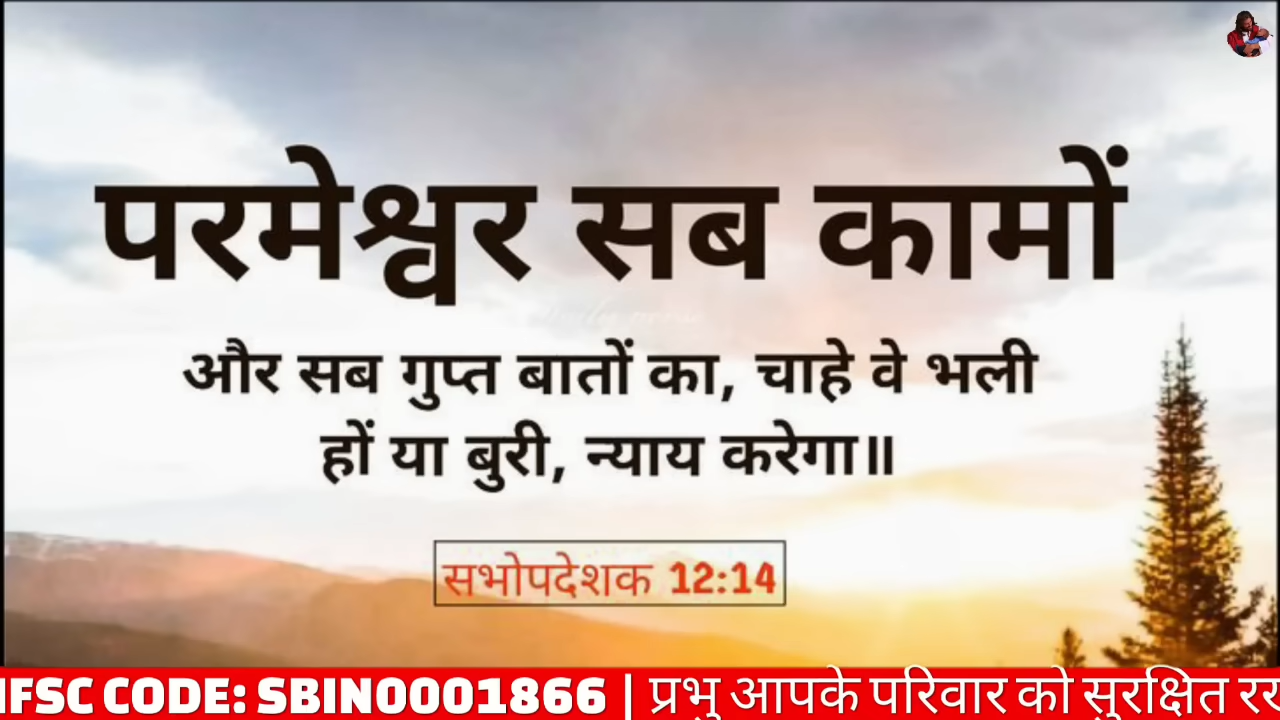 परमेश्वर सब कामों
और सब गुप्त बातों का, चाहे वे भली
हों या बुरी, न्याय करेगा॥
सभोपदेशक 12:14
IFSC CODE: SBIN0001866 | प्रभु आपके परिवार को सुरक्षित